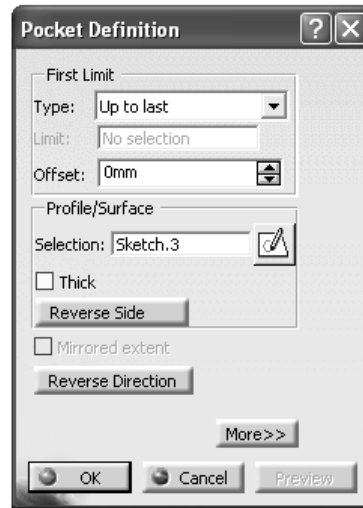 Pocket Definition
First Limit
Type: Up to last
Limit: No selection
Offset: 0mm
Profile/Surface
Selection: Sketch.3
Thick
Reverse Side
Mirrored extent
Reverse Direction
More>>
OK Cancel Preview